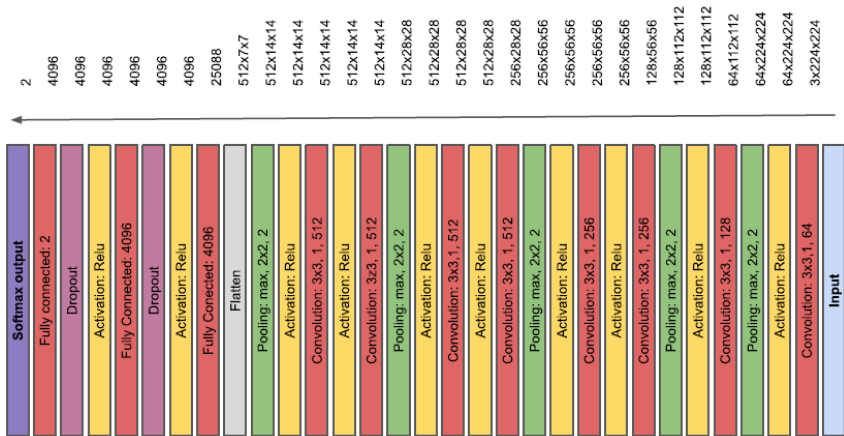 Softmax output
2
Fully connected: 2
4096
Dropout
4096
Activation: Relu
4096
Fully Connected: 4096
4096
Dropout
4096
Activation: Relu
4096
Fully Conected: 4096
25088
Flatten
512x7x7
Pooling: max, 2x2, 2
512x14x14
Activation: Relu
512x14x14
Convolution: 3x3, 1, 512
512x14x14
Activation: Relu
512x14x14
Convolution: 3z3, 1, 512
512x14x14
Pooling: max, 2x2, 2
512x28x28
Activation: Relu
512x28x28
Convolution: 3x3,1, 512
512x28x28
Activation: Relu
512x28x28
Convolution: 3x3, 1, 512
256x28x28
Pooling: max, 2x2, 2
256x56x56
Activation: Relu
256x56x56
Convolution: 3x3, 1, 256
256x56x56
Activation: Relu
256x56x56
Convolution: 3x3, 1, 256
128x56x56
Pooling: max, 2x2, 2
128x112x112
Activation: Relu
128x112x112
Convolution: 3x3, 1, 128
64x112x112
Pooling: max, 2x2, 2
64x224x224
Activation: Relu
64x224x224
Convolution: 3x3,1, 64
3x224x224
Input